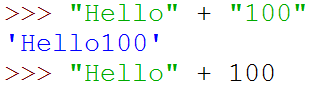 >>> "Hello" + "100"
'Hello100'
>>> "Hello" + 100